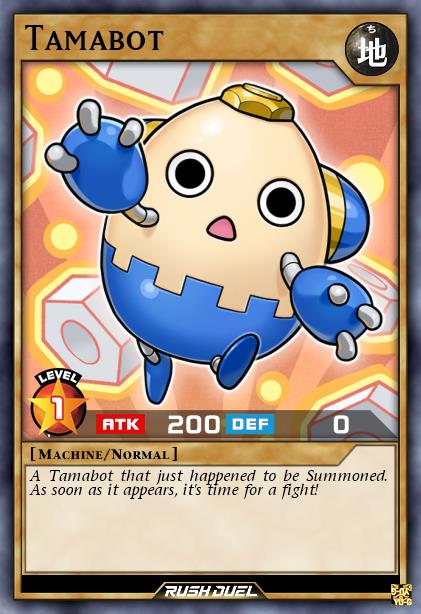 TAMABOT
ち
地
LEVEL
1
ATK 200 DEF 0
[MACHINE/NORMAL]
A Tamabot that just happened to be Summoned.
As soon as it appears, it's time for a fight!
RUSH DUEL